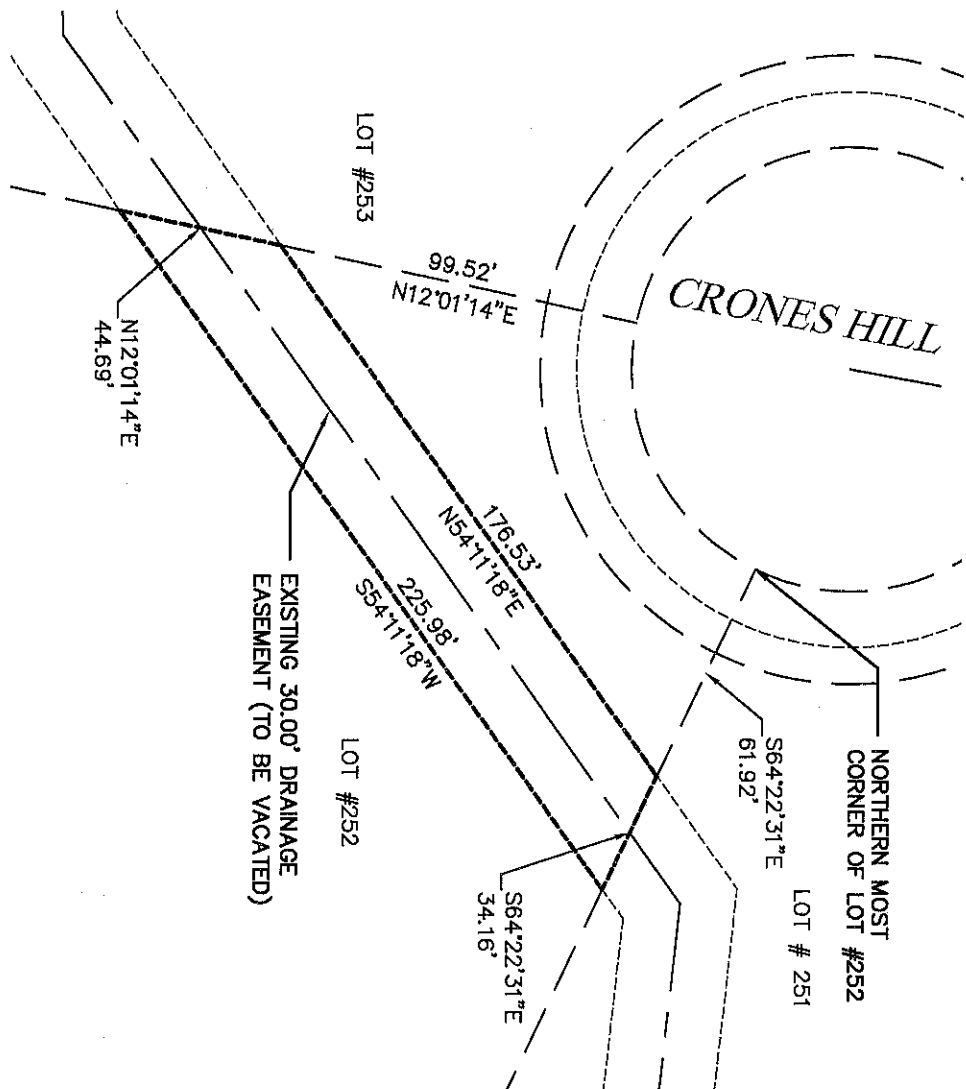 CRONES HILL
NORTHERN MOST
CORNER OF LOT #252
S64°22'31"E
61.92'
LOT # 251
LOT #253
99.52'
N12°01'14"E
N12°01'14"E
44.69'
176.53'
N54°11'18"E
225.98'
S54°11'18"W
S64°22'31"E
34.16'
LOT #252
EXISTING 30.00' DRAINAGE
EASEMENT (TO BE VACATED)